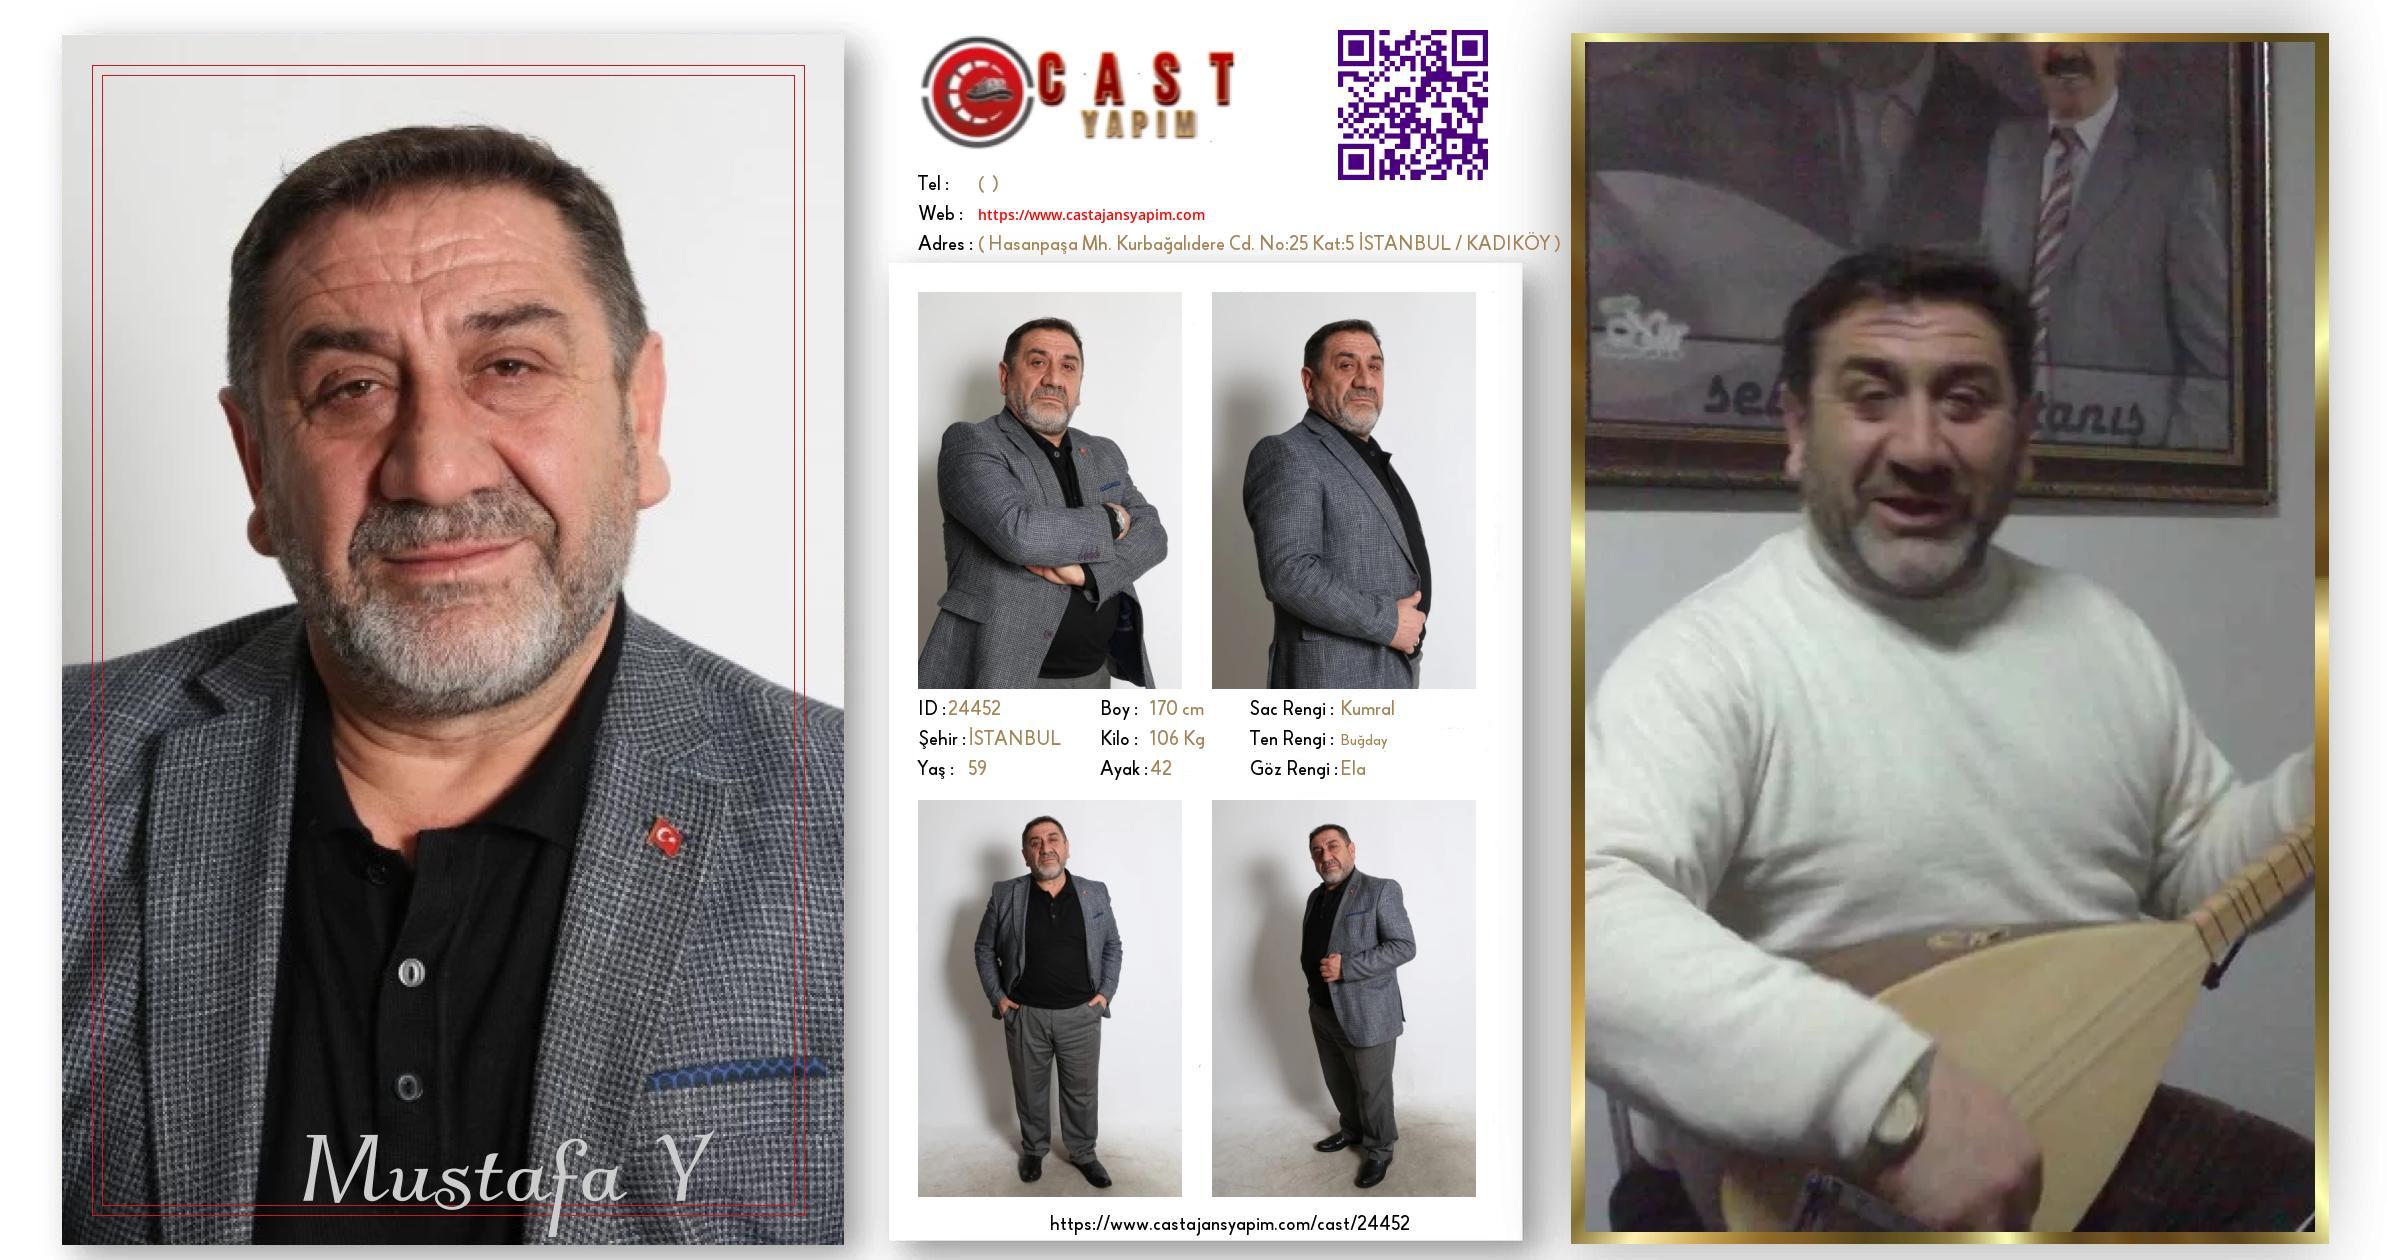 Mustafa Y
CAST
YAPIM
Tel : ( )
Web : https://www.castajansyapim.com
Adres : ( Hasanpaşa Mh. Kurbağalıdere Cd. No:25 Kat:5 İSTANBUL / KADIKÖY )
ID : 24452 Boy : 170 cm Sac Rengi : Kumral
Şehir : İSTANBUL Kilo : 106 Kg Ten Rengi : Buğday
Yaş : 59 Ayak : 42 Göz Rengi : Ela
https://www.castajansyapim.com/cast/24452